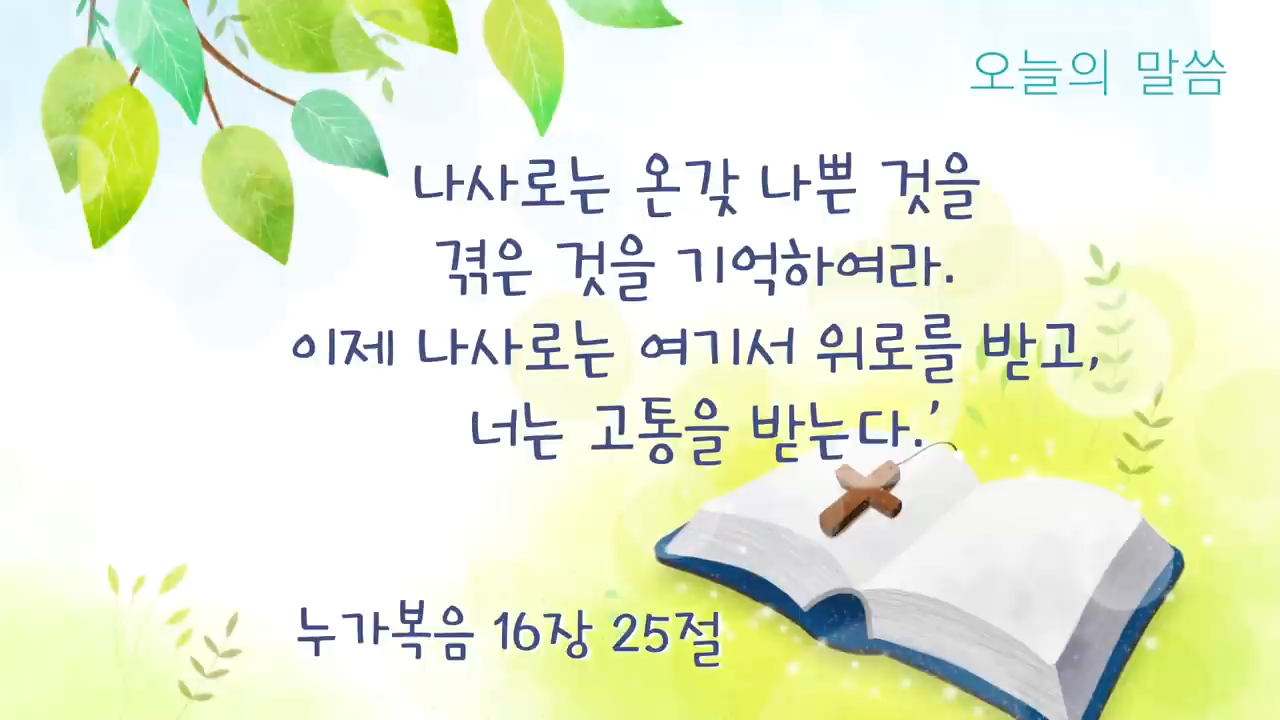 오늘의 말씀
나사로는 온갖 나쁜 것을
겪은 것을 기억하여라.
이제 나사로는 여기서 위로를 받고,
너는 고통을 받는다.’
누가복음 16장 25절